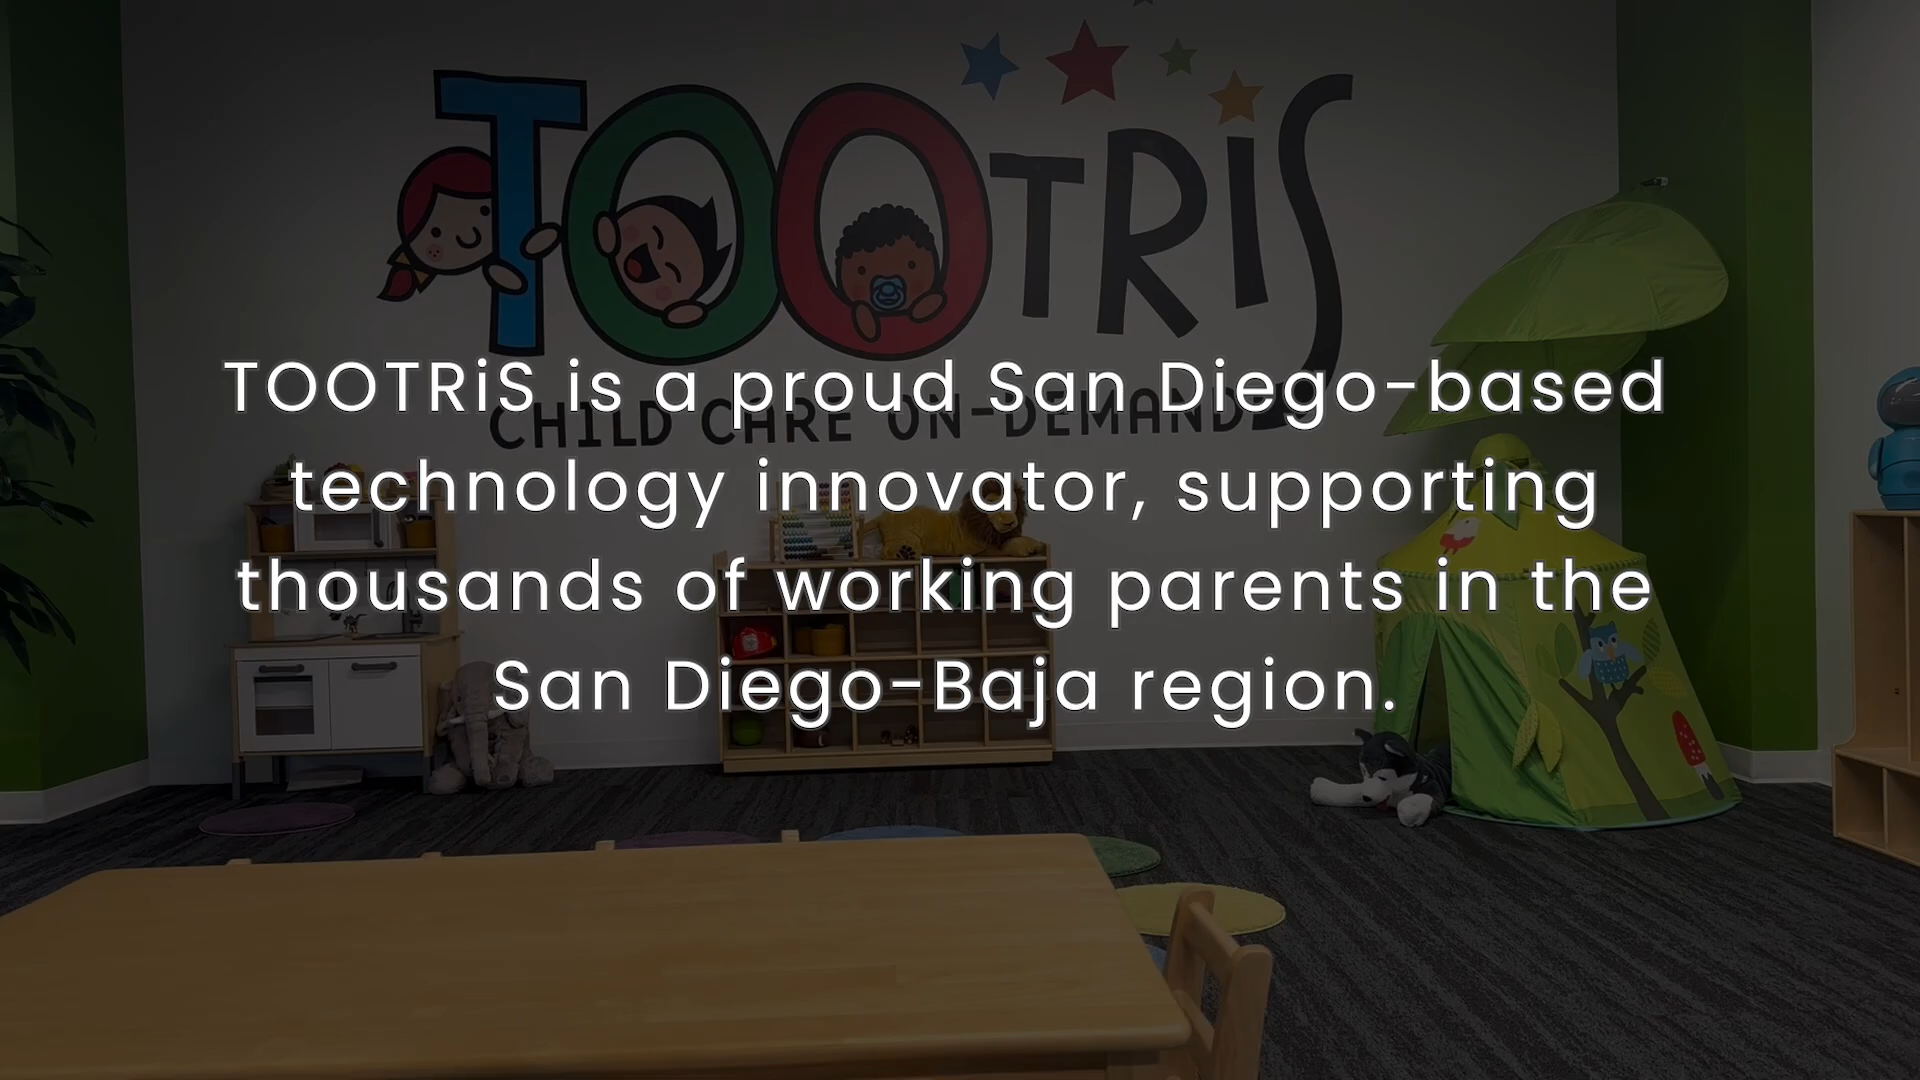 TOOTRiS
CHILD CARE ON-DEMAND
TOOTRiS is a proud San Diego-based
technology innovator, supporting
thousands of working parents in the
San Diego-Baja region.